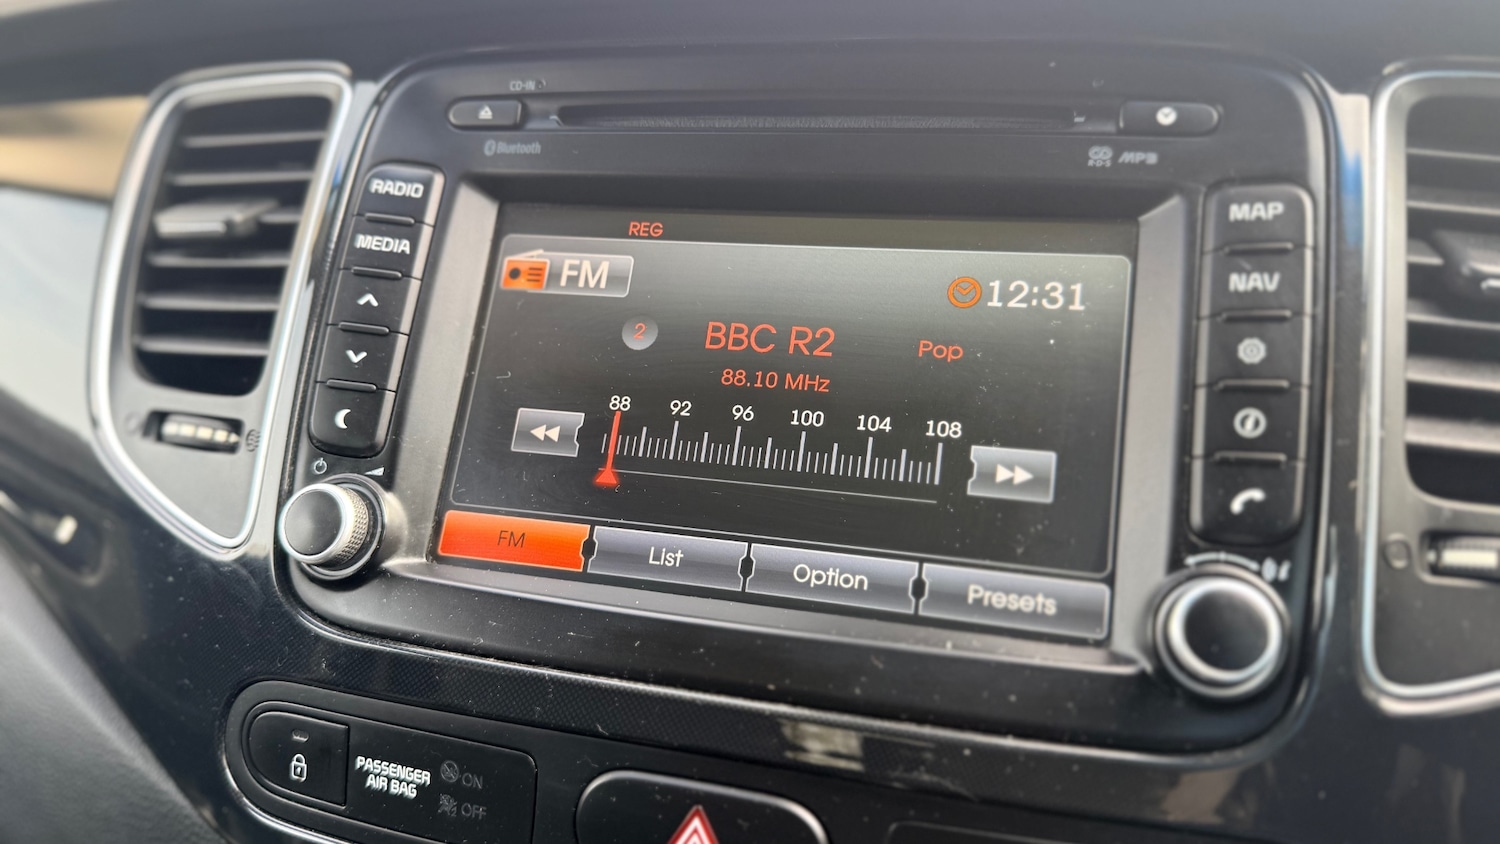 CD-IN
Bluetooth
RDS MP3
RADIO
MEDIA
MAP
NAV
REG
FM
12:31
2
BBC R2
Pop
88.10 MHz
88 92 96 100 104 108
FM
List
Option
Presets
PASSENGER
AIR BAG
ON
OFF